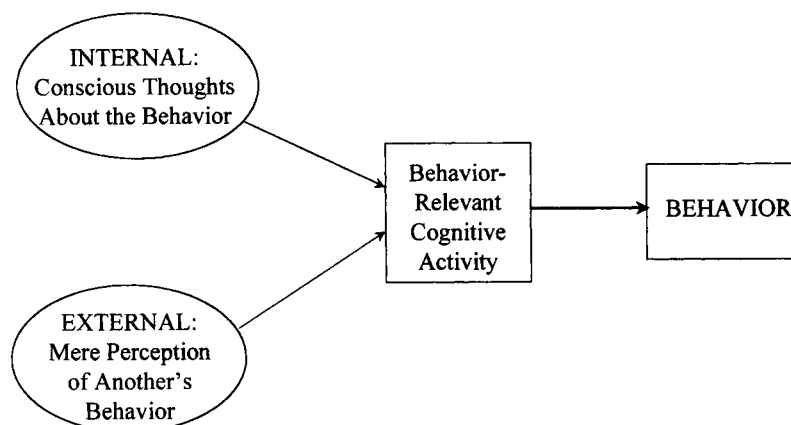 INTERNAL:
Conscious Thoughts
About the Behavior
Behavior-
Relevant
Cognitive
Activity
BEHAVIOR
EXTERNAL:
Mere Perception
of Another's
Behavior